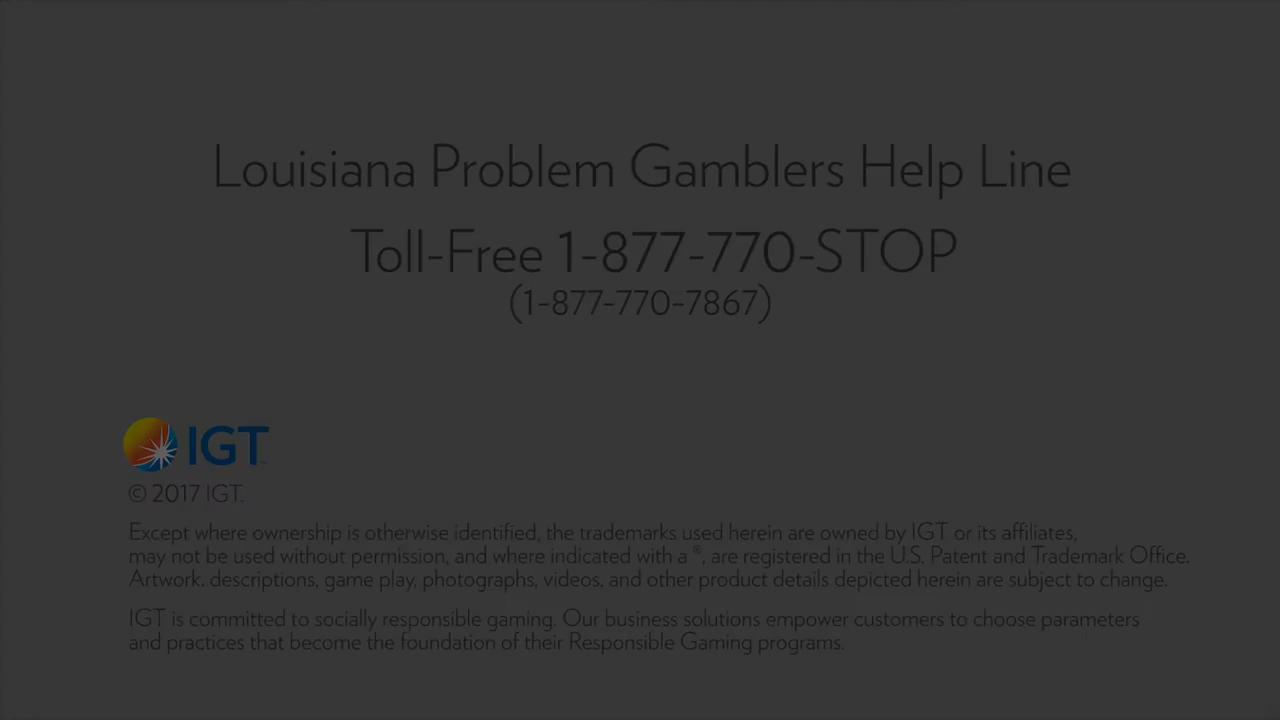 Louisiana Problem Gamblers Help Line
Toll-Free 1-877-770-STOP
(1-877-770-7867)
IGT™
© 2017 IGT.
Except where ownership is otherwise identified, the trademarks used herein are owned by IGT or its affiliates,
may not be used without permission, and where indicated with a ®, are registered in the U.S. Patent and Trademark Office.
Artwork, descriptions, game play, photographs, videos, and other product details depicted herein are subject to change.
IGT is committed to socially responsible gaming. Our business solutions empower customers to choose parameters
and practices that become the foundation of their Responsible Gaming programs.